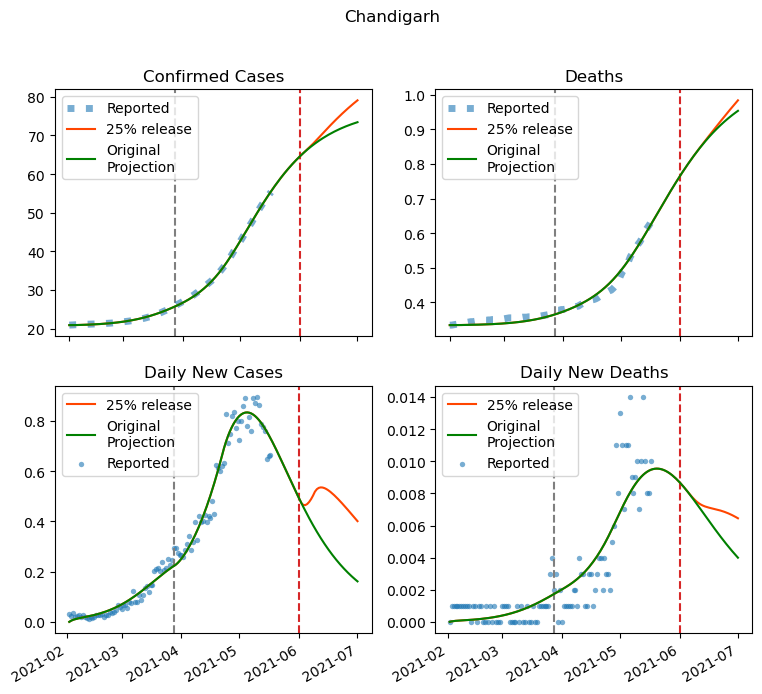 Chandigarh
Confirmed Cases
80
70
60
50
40
30
20
Reported
25% release
Original
Projection
Deaths
1.0
0.9
0.8
0.7
0.6
0.5
0.4
Reported
25% release
Original
Projection
Daily New Cases
0.8
0.6
0.4
0.2
0.0
25% release
Original
Projection
Reported
2021-02
2021-03
2021-04
2021-05
2021-06
2021-07
Daily New Deaths
0.014
0.012
0.010
0.008
0.006
0.004
0.002
0.000
25% release
Original
Projection
Reported
2021-02
2021-03
2021-04
2021-05
2021-06
2021-07